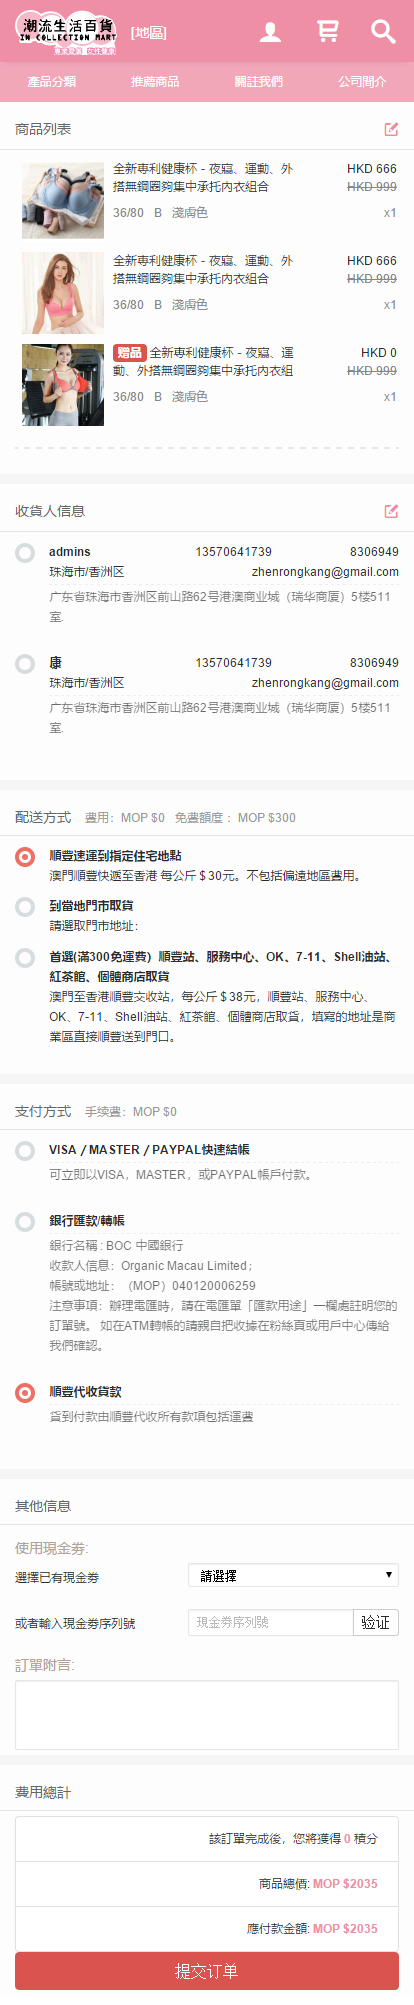 潮流生活百貨
IN COLLECTION MART
[地區]
產品分類 推薦商品 關註我們 公司簡介
商品列表
全新專利健康杯 - 夜寢、運動、外 HKD 666
搭無鋼圈夠集中承托內衣組合 HKD 999
36/80 B 淺膚色 x1
全新專利健康杯 - 夜寢、運動、外 HKD 666
搭無鋼圈夠集中承托內衣組合 HKD 999
36/80 B 淺膚色 x1
赠品 全新專利健康杯 - 夜寢、運 HKD 0
動、外搭無鋼圈夠集中承托內衣組 HKD 999
36/80 B 淺膚色 x1
收貨人信息
admins 13570641739 8306949
珠海市/香洲区 zhenrongkang@gmail.com
广东省珠海市香洲区前山路62号港澳商业城（瑞华商厦）5楼511
室.
康 13570641739 8306949
珠海市/香洲区 zhenrongkang@gmail.com
广东省珠海市香洲区前山路62号港澳商业城（瑞华商厦）5楼511
室.
配送方式 費用：MOP $0 免費額度 ：MOP $300
順豐速運到指定住宅地點
澳門順豐快遞至香港 每公斤＄30元。不包括偏遠地區費用。
到當地門市取貨
請選取門市地址：
首選(滿300免運費) 順豐站、服務中心、OK、7-11、Shell油站、
紅茶館、個體商店取貨
澳門至香港順豐交收站，每公斤＄38元，順豐站、服務中心、
OK、7-11、Shell油站、紅茶館、個體商店取貨，填寫的地址是商
業區直接順豐送到門口。
支付方式 手续費：MOP $0
VISA / MASTER / PAYPAL快速結帳
可立即以VISA，MASTER，或PAYPAL帳戶付款。
銀行匯款/轉帳
銀行名稱 : BOC 中國銀行
收款人信息：Organic Macau Limited；
帳號或地址：（MOP）040120006259
注意事項：辦理電匯時，請在電匯單「匯款用途」一欄處註明您的
訂單號。 如在ATM轉帳的請親自把收據在粉絲頁或用戶中心傳給
我們確認。
順豐代收貨款
貨到付款由順豐代收所有款項包括運費
其他信息
使用現金券:
選擇已有現金劵 請選擇
或者輸入現金劵序列號 現金劵序列號 验证
訂單附言:
費用總計
該訂單完成後，您將獲得 0 積分
商品總價: MOP $2035
應付款金額: MOP $2035
提交订单